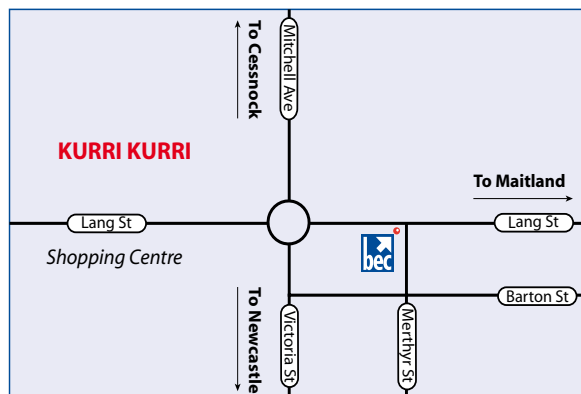 To Cessnock
Mitchell Ave
KURRI KURRI
To Maitland
Lang St
Lang St
Shopping Centre
bec
Barton St
To Newcastle
Victoria St
Merthyr St